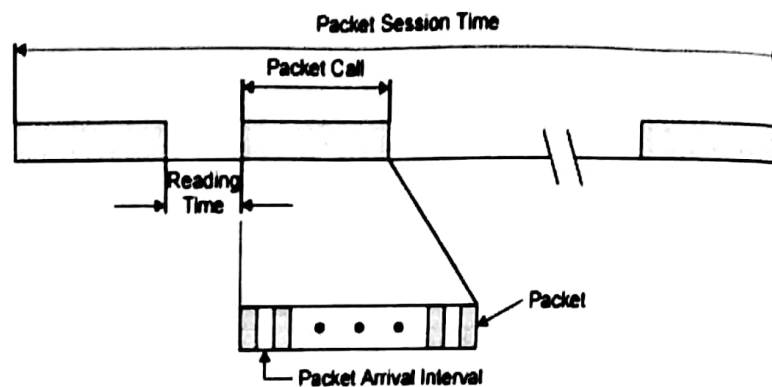 Packet Session Time
Packet Call
Reading
Time
Packet
Packet Arrival Interval